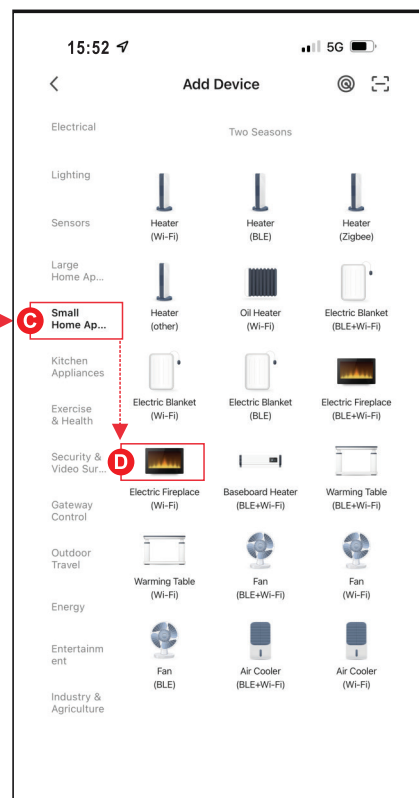 15:52
5G
Add Device
Electrical
Lighting
Sensors
Large
Home Ap...
C
Small
Home Ap...
Kitchen
Appliances
Exercise
& Health
Security &
Video Sur...
Gateway
Control
Outdoor
Travel
Energy
Entertainm
ent
Industry &
Agriculture
Two Seasons
Heater
(Wi-Fi)
Heater
(BLE)
Heater
(Zigbee)
Heater
(other)
Oil Heater
(Wi-Fi)
Electric Blanket
(BLE+Wi-Fi)
Electric Blanket
(Wi-Fi)
Electric Blanket
(BLE)
Electric Fireplace
(BLE+Wi-Fi)
D
Electric Fireplace
(Wi-Fi)
Baseboard Heater
(BLE+Wi-Fi)
Warming Table
(BLE+Wi-Fi)
Warming Table
(Wi-Fi)
Fan
(BLE+Wi-Fi)
Fan
(Wi-Fi)
Fan
(BLE)
Air Cooler
(BLE+Wi-Fi)
Air Cooler
(Wi-Fi)